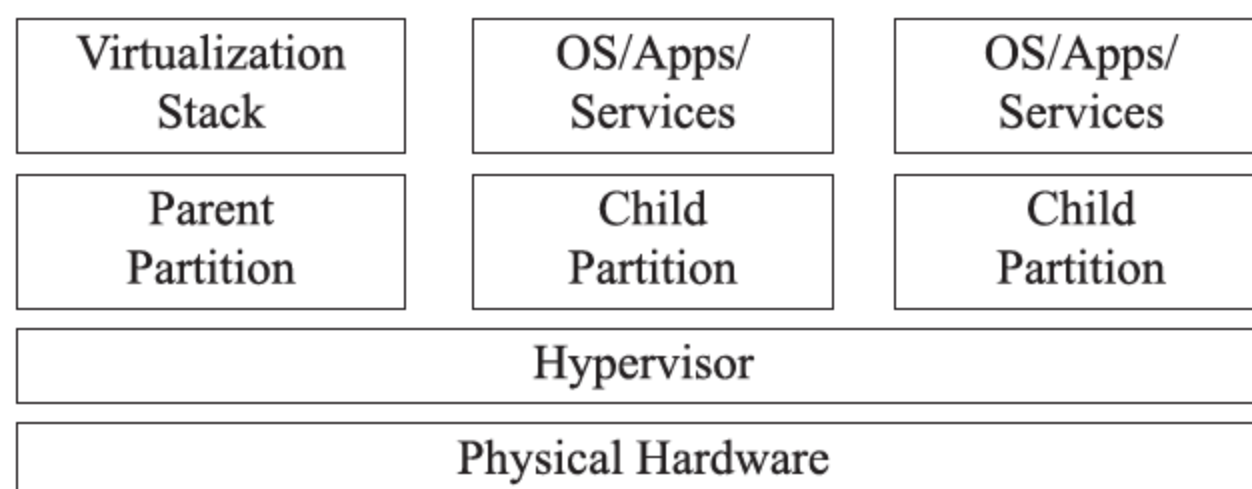 Virtualization
Stack
OS/Apps/
Services
OS/Apps/
Services
Parent
Partition
Child
Partition
Child
Partition
Hypervisor
Physical Hardware